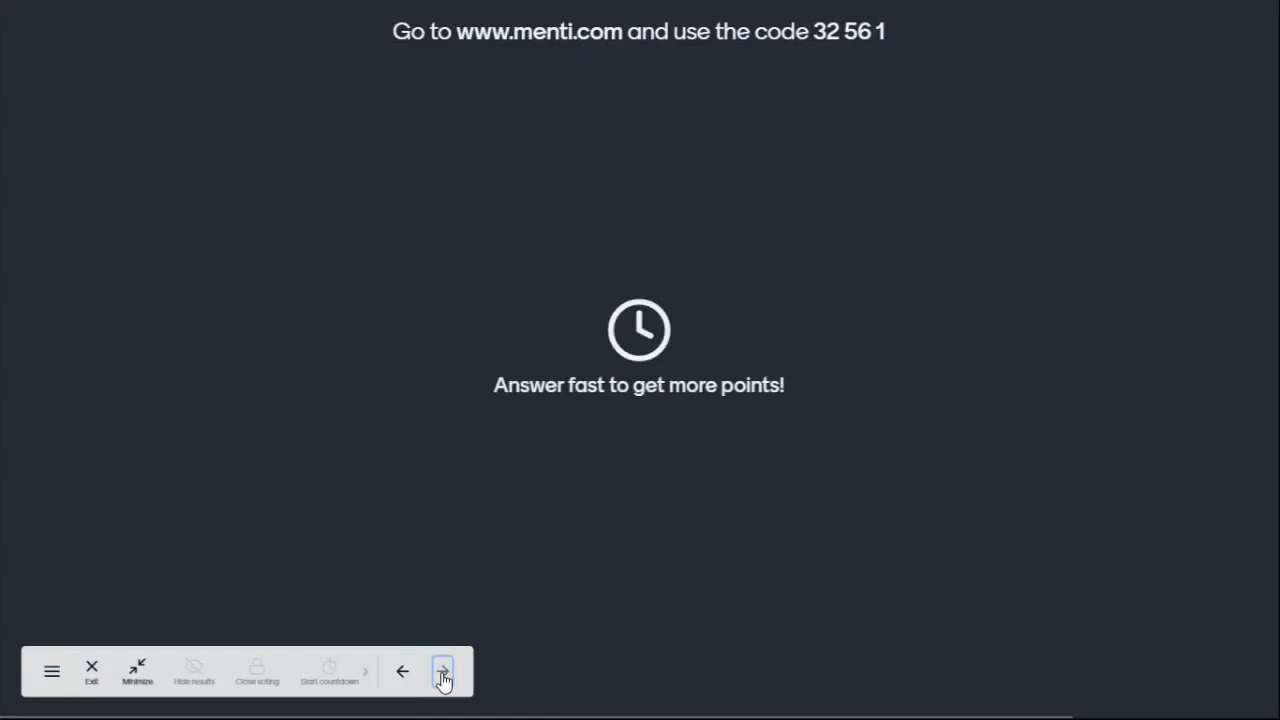 Go to www.menti.com and use the code 32 56 1
Answer fast to get more points!
Exit
Minimize
Hide results
Close voting
Start countdown